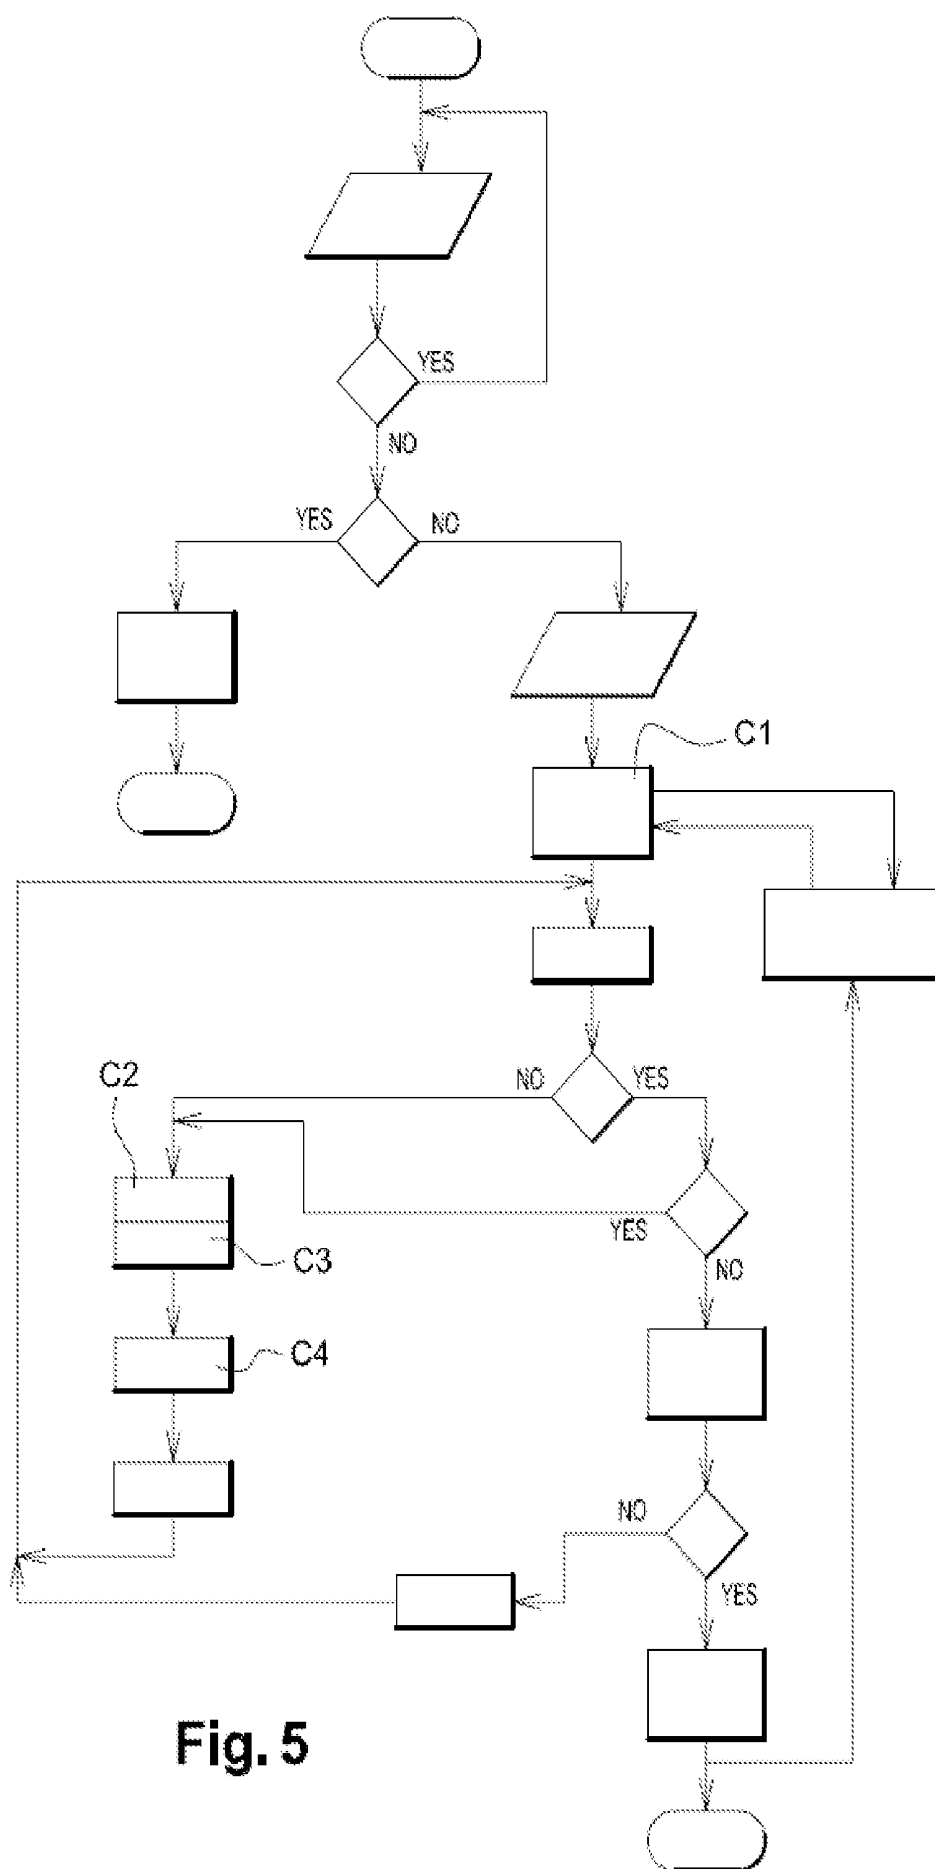 YES
NO
YES
NO
C1
C2
NO
YES
YES
C3
NO
C4
NO
YES
Fig. 5